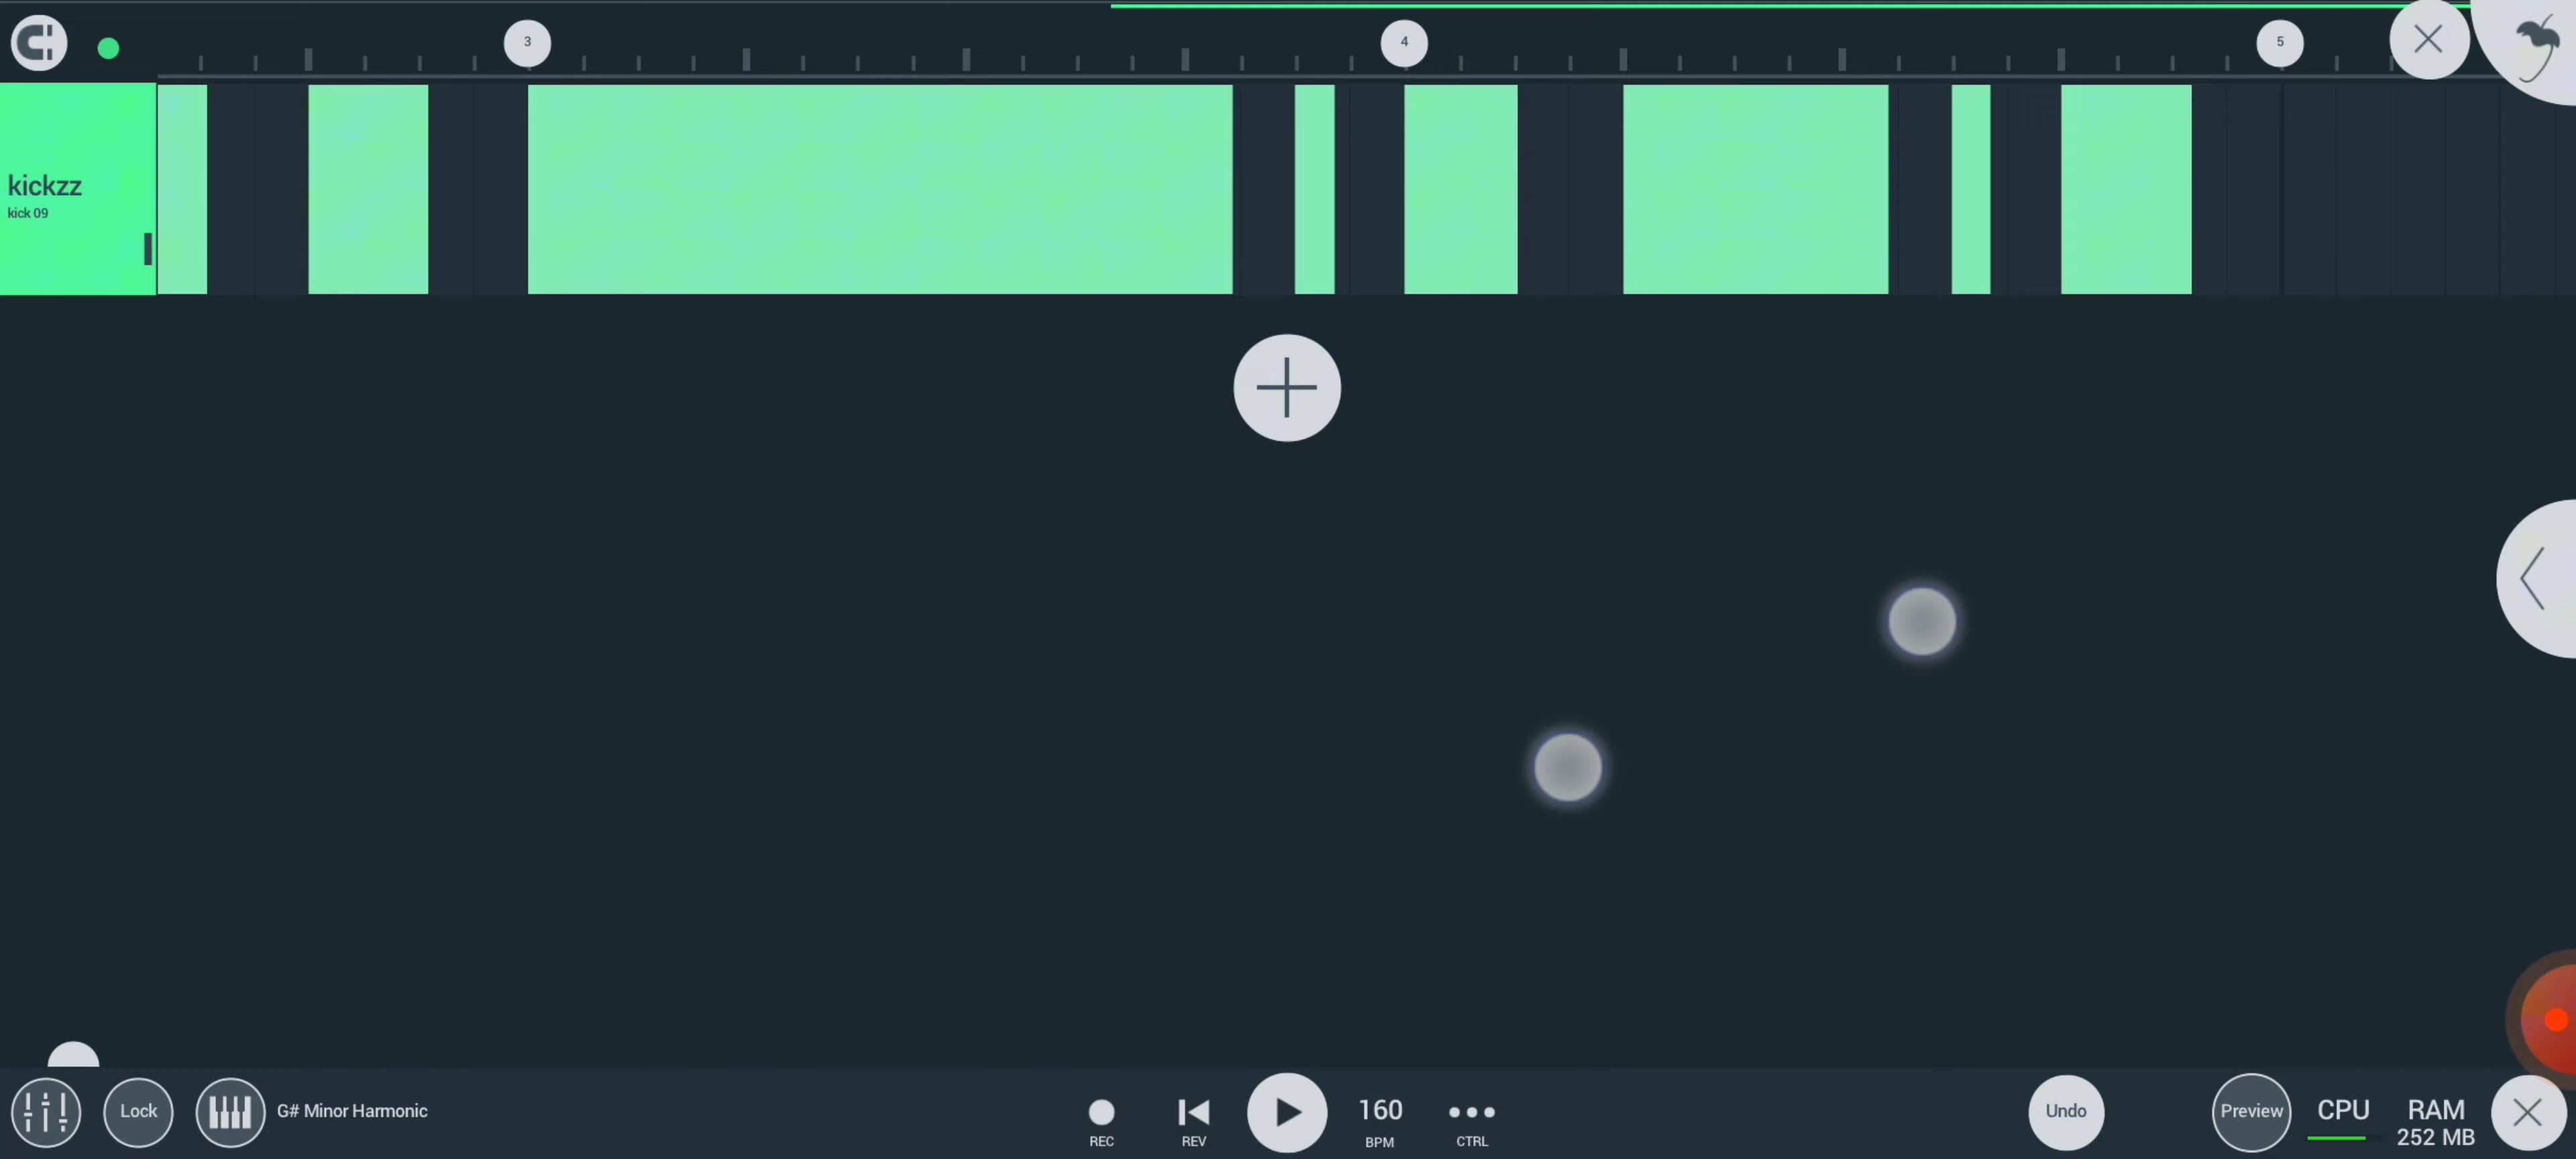 3
4
5
kickzz
kick 09
Lock
G# Minor Harmonic
REC
REV
160
BPM
CTRL
Undo
Preview
CPU
RAM
252 MB